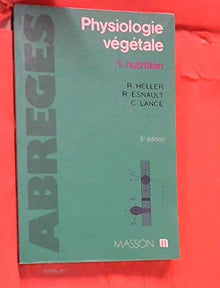 ABREGES
Physiologie
végétale
1. nutrition
R. HELLER
R. ESNAULT
C. LANCE
5e édition
MASSON